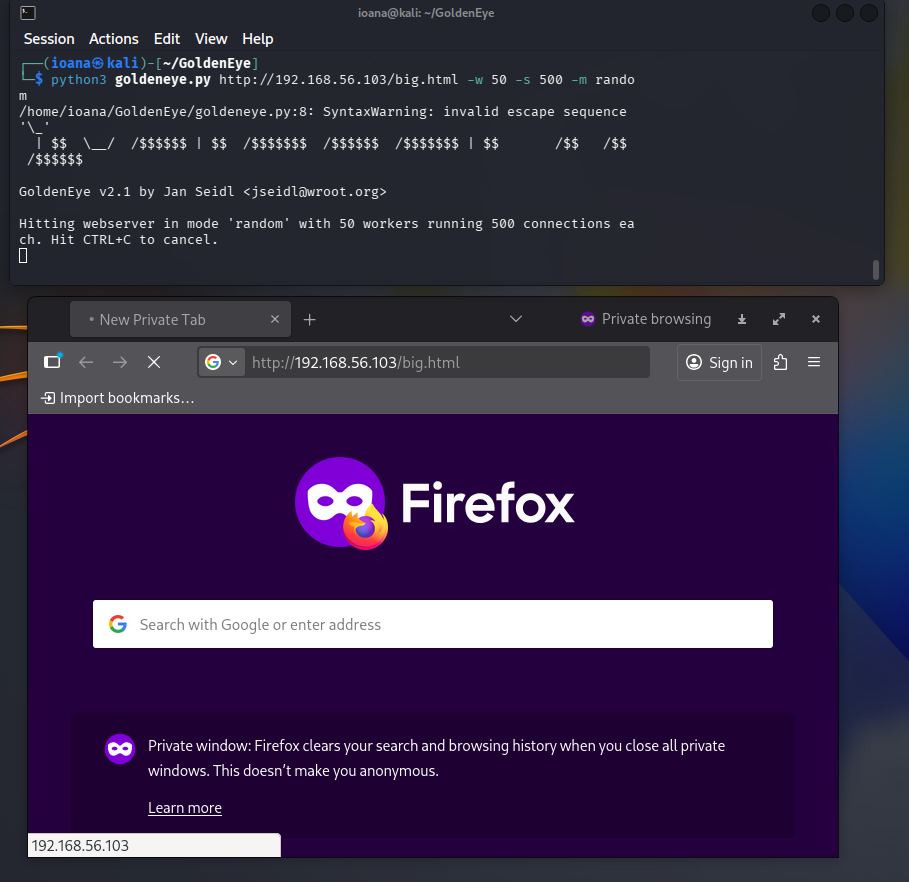 ioana@kali: ~/GoldenEye
Session Actions Edit View Help
┌──(ioana㉿kali)-[~/GoldenEye]
└─$ python3 goldeneye.py http://192.168.56.103/big.html -w 50 -s 500 -m rando
m
/home/ioana/GoldenEye/goldeneye.py:8: SyntaxWarning: invalid escape sequence
'\_'
| $$  \__/  /$$$$$$ | $$  /$$$$$$$  /$$$$$$  /$$$$$$$ | $$       /$$   /$$
/$$$$$$
GoldenEye v2.1 by Jan Seidl <jseidl@wroot.org>
Hitting webserver in mode 'random' with 50 workers running 500 connections ea
ch. Hit CTRL+C to cancel.
New Private Tab
Private browsing
http://192.168.56.103/big.html
Sign in
Import bookmarks…
Firefox
Search with Google or enter address
Private window: Firefox clears your search and browsing history when you close all private
windows. This doesn’t make you anonymous.
Learn more
192.168.56.103